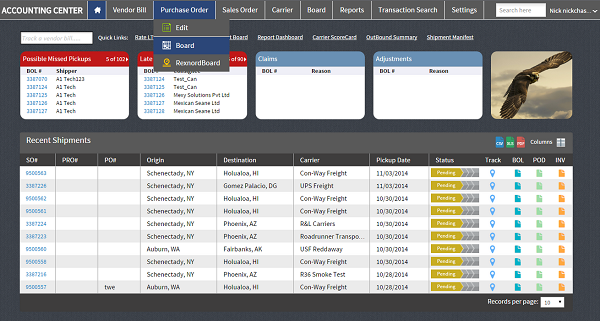 ACCOUNTING CENTER Vendor Bill Purchase Order Sales Order Carrier Board Reports Transaction Search Settings Search here Nick nickchas...
Edit
Board
RexnordBoard
Track a vendor bill... Quick Links: Rate Board Report Dashboard Carrier ScoreCard OutBound Summary Shipment Manifest
Possible Missed Pickups 5 of 102
BOL # Shipper
3387070 A1 Tech123
3387124 A1 Tech
3387126 A1 Tech
3387127 A1 Tech
3387128 A1 Tech
Late of 90
BOL #
3387124 Test_Can
3387125 Test_Can
3387126 Mesy Solutions Pvt Ltd
3387127 Mexican Seane Ltd
3387128 Mexican Seane Ltd
Claims
BOL # Reason
Adjustments
BOL # Reason
Recent Shipments CSV XLS PDF Columns
SO# PRO# PO# Origin Destination Carrier Pickup Date Status Track BOL POD INV
9500563 Schenectady, NY Holualoa, HI Con-Way Freight 11/03/2014 Pending
3387226 Schenectady, NY Gomez Palacio, DG UPS Freight 11/03/2014 Pending
9500562 Schenectady, NY Holualoa, HI Con-Way Freight 10/30/2014 Pending
9500561 Schenectady, NY Holualoa, HI Con-Way Freight 10/30/2014 Pending
3387224 Schenectady, NY Phoenix, AZ R&L Carriers 10/30/2014 Pending
3387223 Schenectady, NY Phoenix, AZ Roadrunner Transpo... 10/30/2014 Pending
9500560 Auburn, WA Fairbanks, AK USF Reddaway 10/30/2014 Pending
9500558 Schenectady, NY Holualoa, HI Con-Way Freight 10/30/2014 Pending
3387216 Schenectady, NY Phoenix, AZ R36 Smoke Test 10/28/2014 Pending
9500557 twe Auburn, WA Holualoa, HI Con-Way Freight 10/28/2014 Pending
Records per page: 10